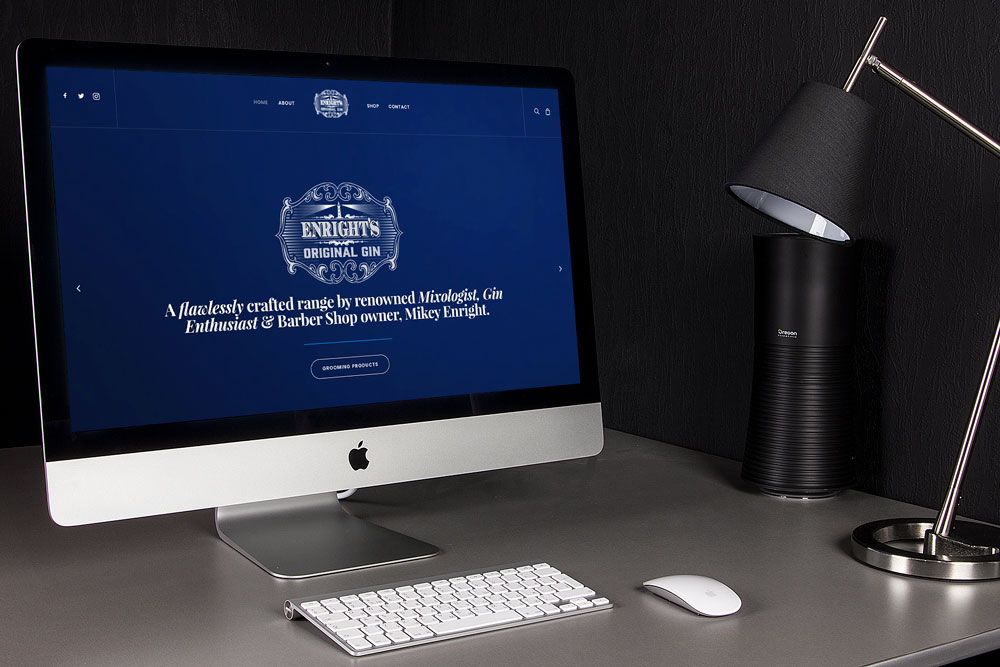 HOME ABOUT ENRIGHT'S ORIGINAL GIN SHOP CONTACT
ENRIGHT'S
ORIGINAL GIN
A flawlessly crafted range by renowned Mixologist, Gin
Enthusiast & Barber Shop owner, Mikey Enright.
GROOMING PRODUCTS
Oregon